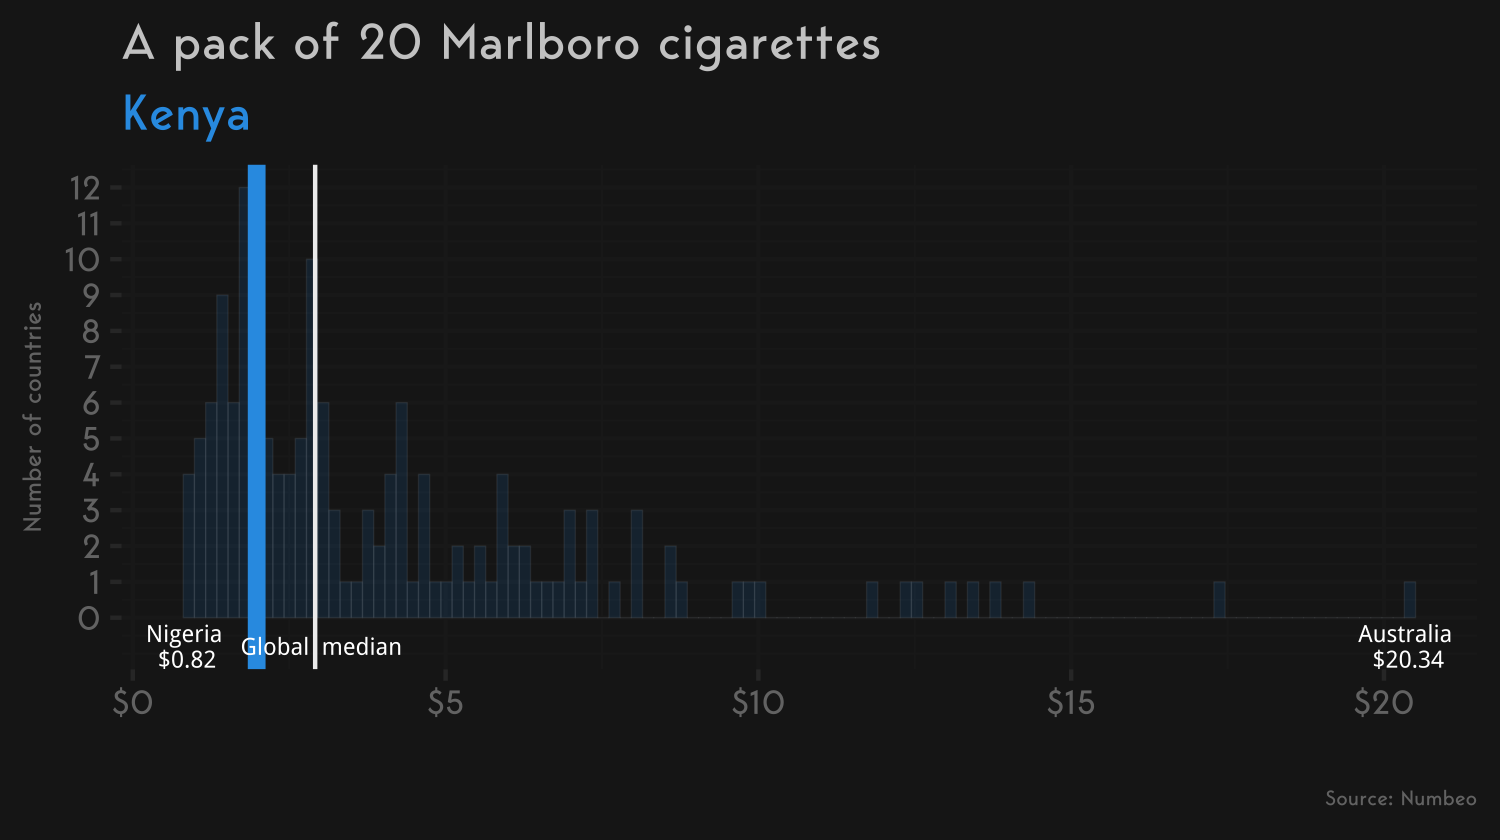 A pack of 20 Marlboro cigarettes
Kenya
Number of countries
12
11
10
9
8
7
6
5
4
3
2
1
0
Nigeria
$0.82
Global median
Australia
$20.34
$0 $5 $10 $15 $20
Source: Numbeo